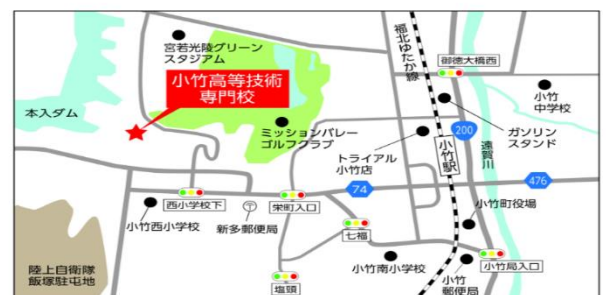 宮若光陵グリーン
スタジアム
福北ゆたか線
御徳大橋西
小竹高等技術
専門校
小竹
中学校
本入ダム
ミッションバレー
ゴルフクラブ
トライアル
小竹店
小竹駅
200
ガソリン
スタンド
遠賀川
74
476
西小学校下
栄町入口
小竹西小学校
新多郵便局
七福
小竹町役場
陸上自衛隊
飯塚駐屯地
塩頭
小竹南小学校
小竹
郵便局
小竹局入口